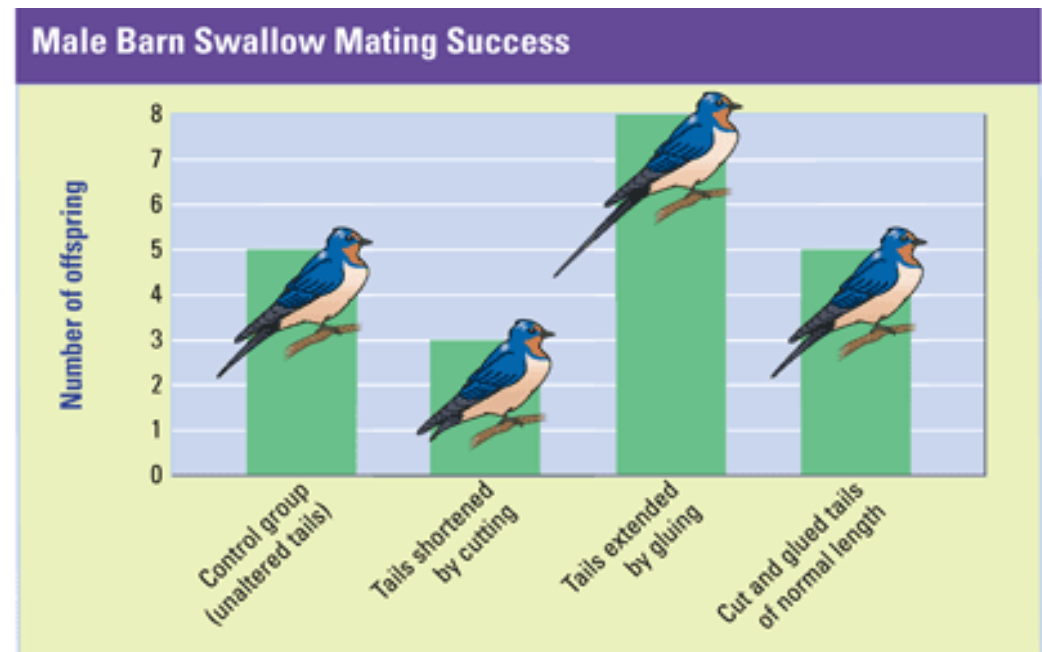 Male Barn Swallow Mating Success
Number of offspring
8
7
6
5
4
3
2
1
0
Control group
(unaltered tails)
Tails shortened
by cutting
Tails extended
by gluing
Cut and glued tails
of normal length